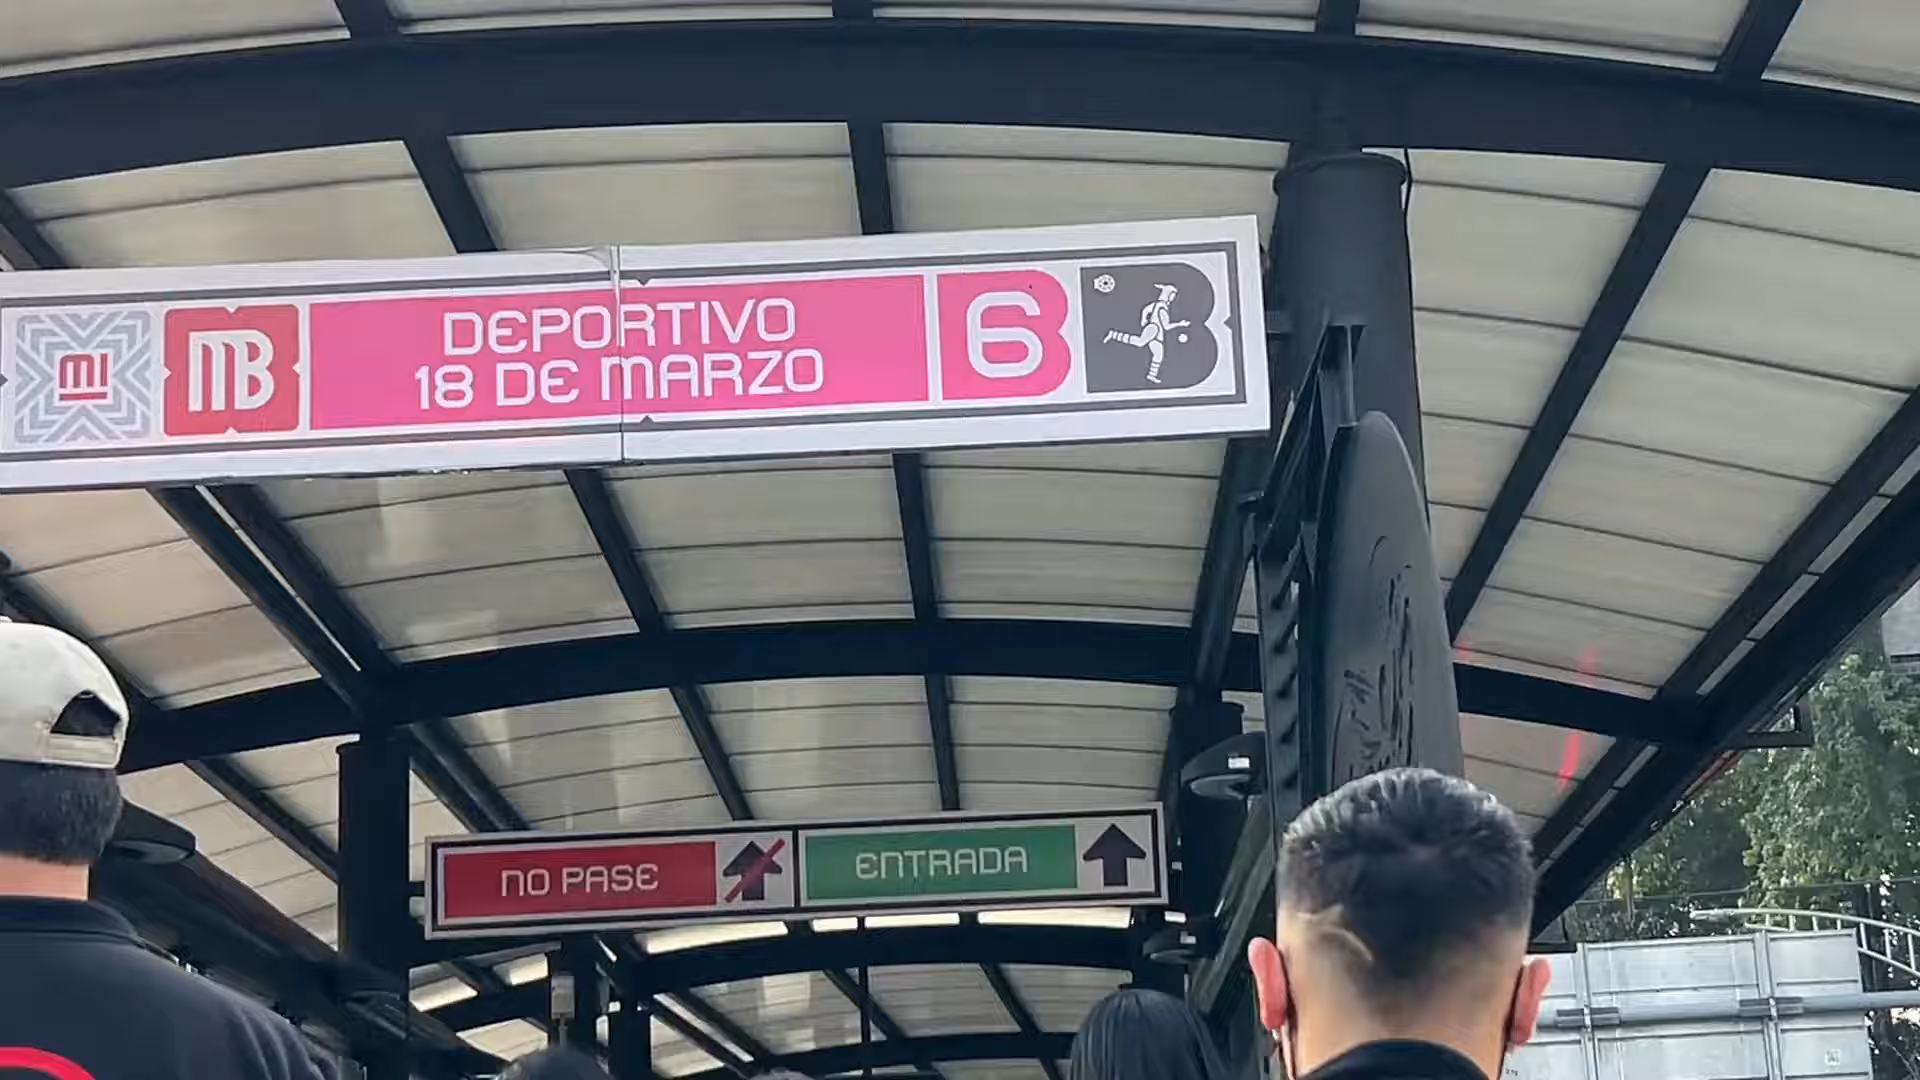 MI
MB
DEPORTIVO
18 DE MARZO
6
NO PASE
ENTRADA